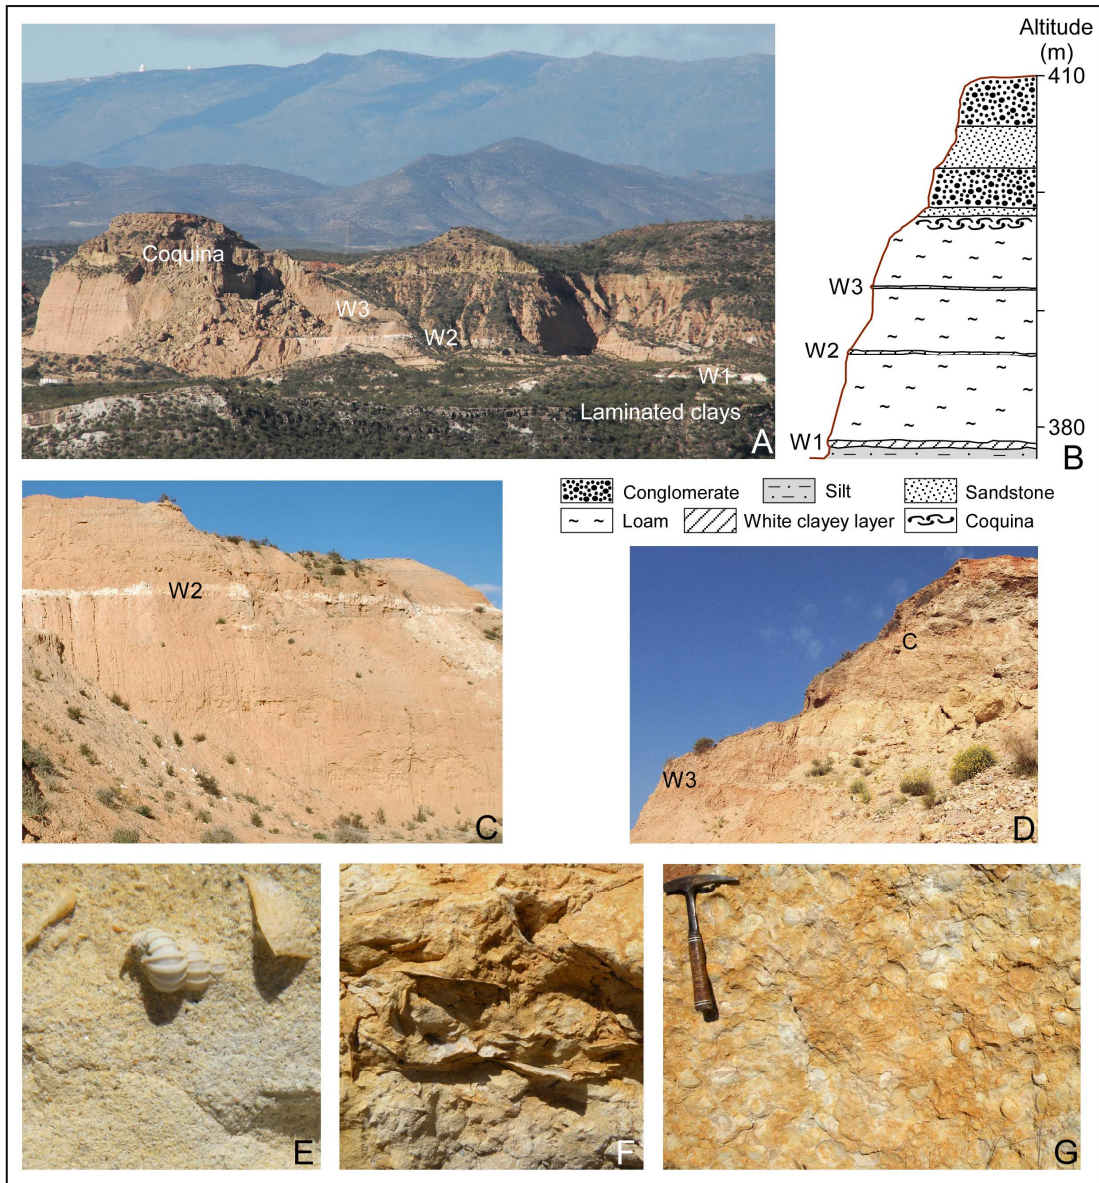 Altitude
(m)
410
Coquina
W3
W2
W1
Laminated clays
A
W3
W2
W1
380
B
Conglomerate
Silt
Sandstone
Loam
White clayey layer
Coquina
W2
C
C
W3
D
E
F
G